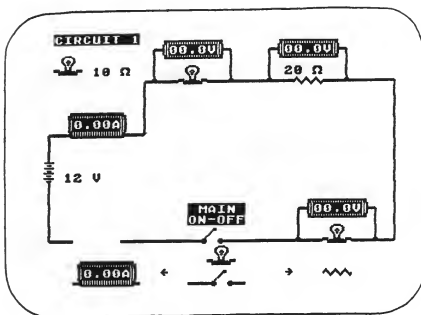 CIRCUIT 1
00.0V
00.0V
10 Ω
20 Ω
0.00A
12 V
MAIN
ON-OFF
00.0V
0.00A
← →